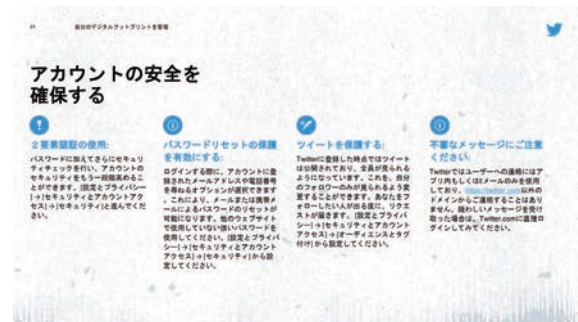 自分のデジタルフットプリントを管理
アカウントの安全を
確保する
2要素認証の使用:
パスワードに加えてさらにセキュリ
ティチェックを行い、アカウントの
セキュリティをもう一段階高めるこ
とができます。[設定とプライバシー
]→[セキュリティとアカウントアク
セス]→[セキュリティ]と進んでくだ
さい。
パスワードリセットの保護
を有効にする:
ログインする際に、アカウントに登
録されたメールアドレスや電話番号
を尋ねるオプションが選択できます
。これにより、メールまたは携帯メ
ールによるパスワードのリセットが
可能になります。他のウェブサイト
で使用していない強いパスワードを
使用してください。[設定とプライバ
シー]→[セキュリティとアカウント
アクセス]→[セキュリティ]から設
定してください。
ツイートを保護する:
Twitterに登録した時点ではツイート
は公開されており、全員が見られる
ようになっています。これを、自分
のフォロワーのみが見られるよう変
更することができます。あなたをフ
ォローしたい人が出る度に、リクエ
ストが届きます。[設定とプライバ
シー]→[セキュリティとアカウント
アクセス]→[オーディエンスとタグ
付け]から設定してください。
不審なメッセージにご注意
ください:
Twitterではユーザーへの連絡にはア
プリ内もしくはEメールのみを使用
しており、https://twitter.com以外の
ドメインからご連絡することはあり
ません。疑わしいメッセージを受け
取った場合は、Twitter.comに直接ロ
グインしてみてください。